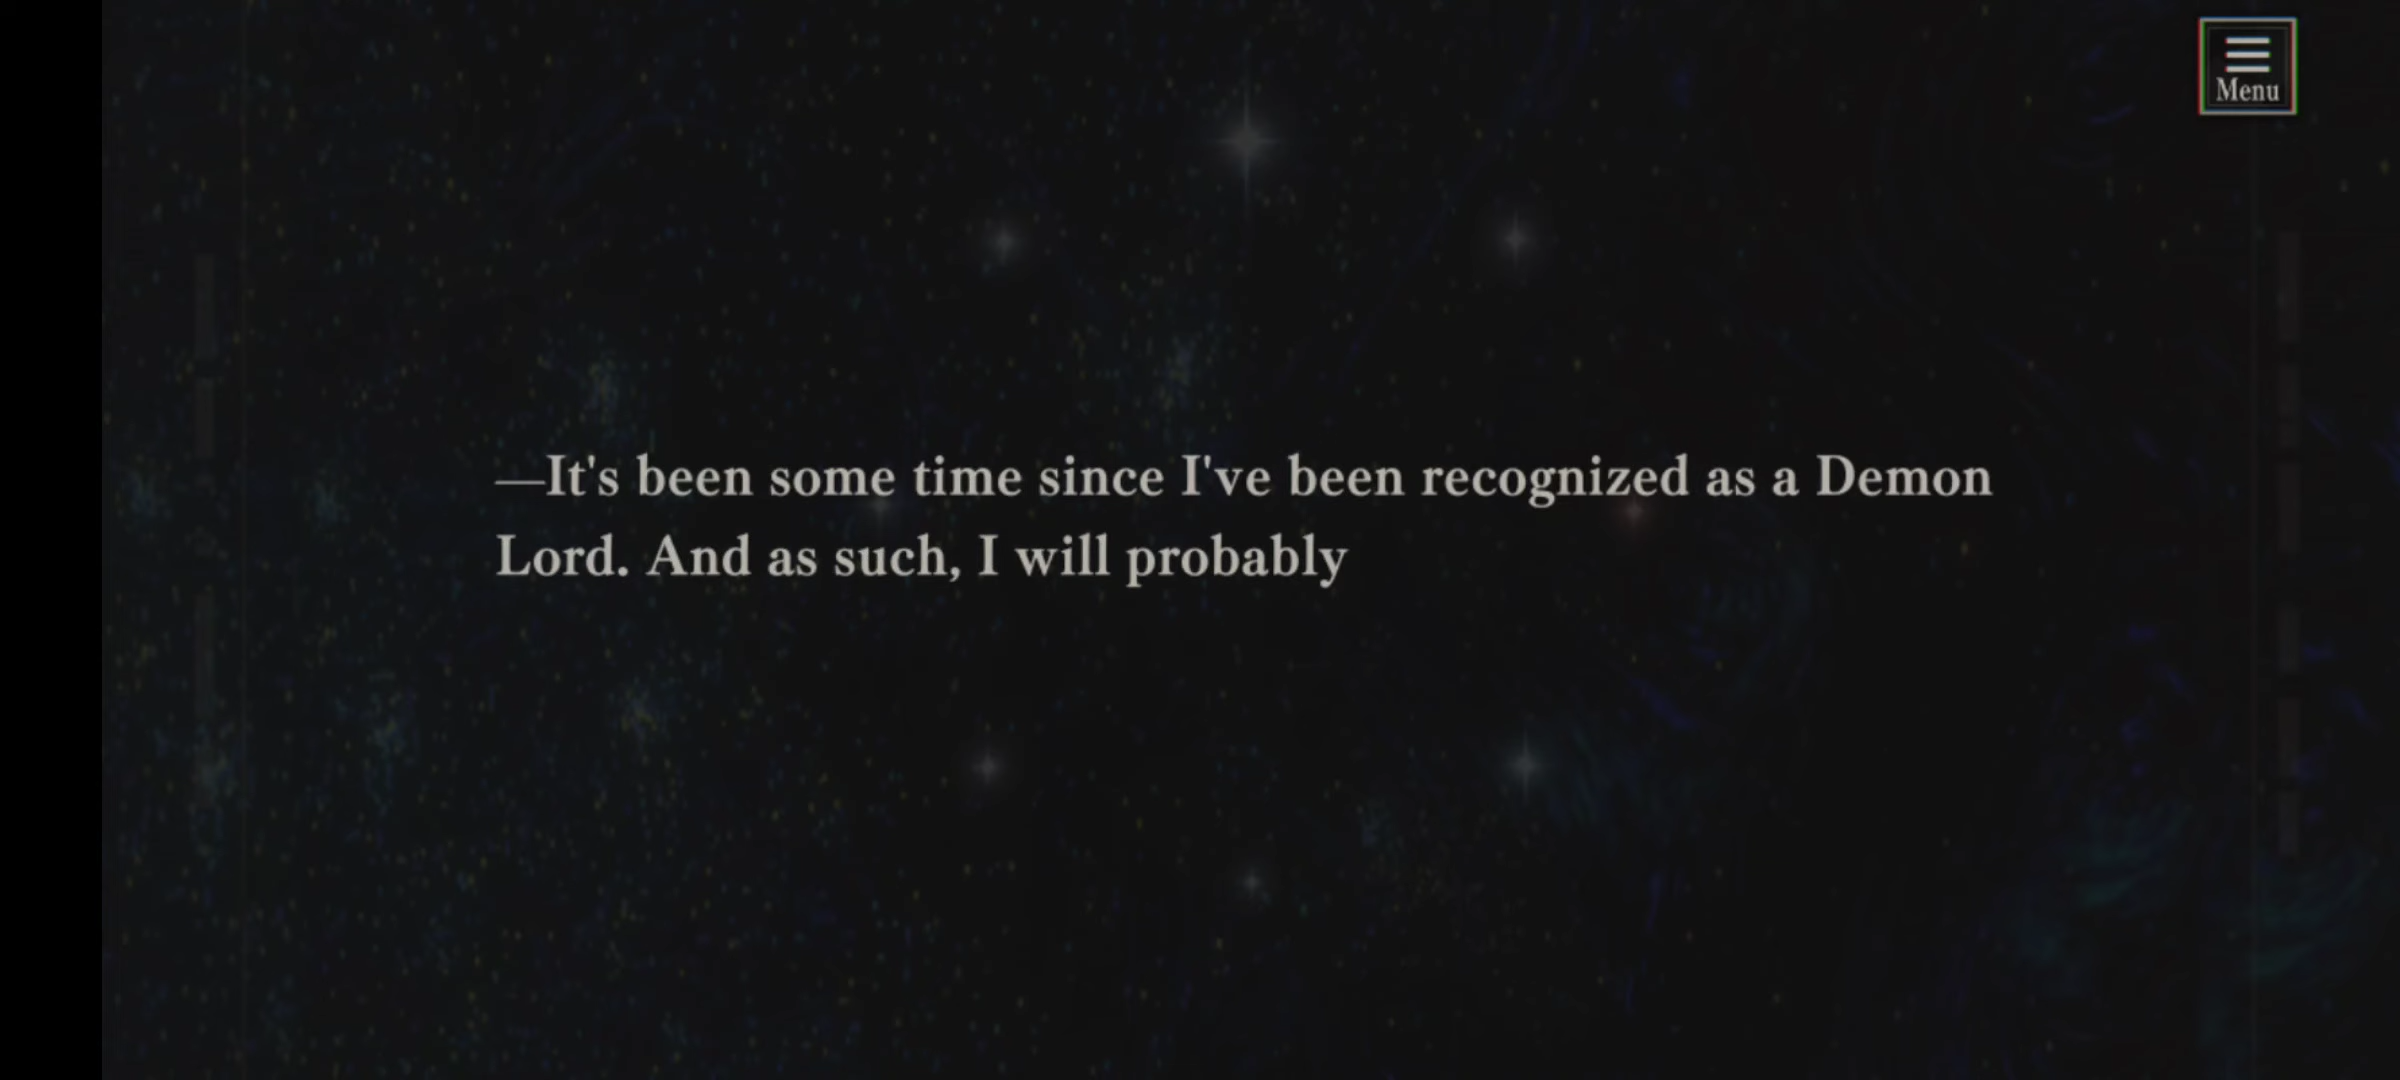 Menu
—It's been some time since I've been recognized as a Demon
Lord. And as such, I will probably